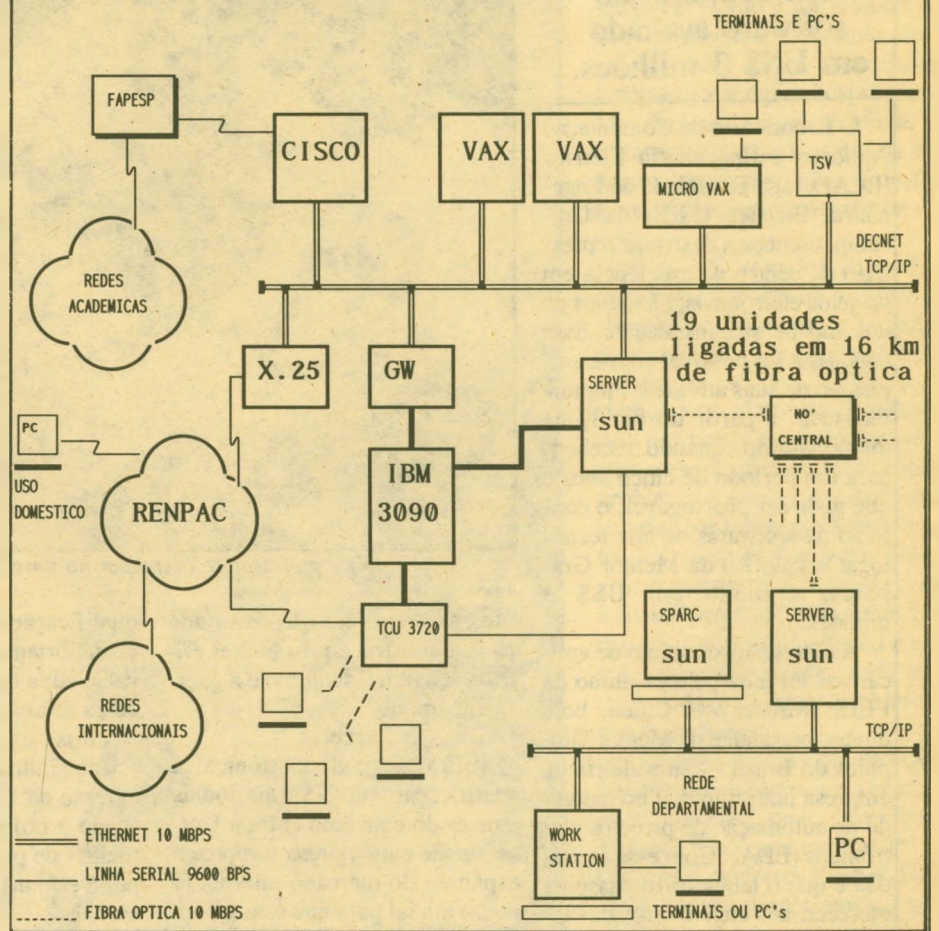 TERMINAIS E PC'S
FAPESP
CISCO
VAX
VAX
MICRO VAX
TSV
DECNET
TCP/IP
REDES
ACADEMICAS
19 unidades
ligadas em 16 km
de fibra optica
X.25
GW
SERVER
sun
NO'
CENTRAL
PC
USO
DOMESTICO
RENPAC
IBM
3090
TCU 3720
SPARC
sun
SERVER
sun
REDES
INTERNACIONAIS
TCP/IP
REDE
DEPARTAMENTAL
WORK
STATION
PC
TERMINAIS OU PC's
ETHERNET 10 MBPS
LINHA SERIAL 9600 BPS
FIBRA OPTICA 10 MBPS